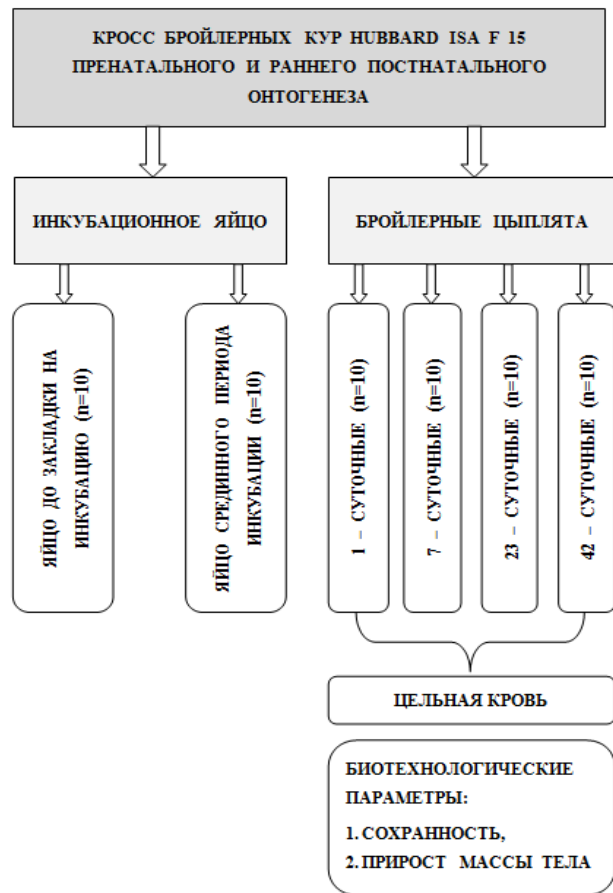 КРОСС БРОЙЛЕРНЫХ КУР HUBBARD ISA F 15
ПРЕНАТАЛЬНОГО И РАННЕГО ПОСТНАТАЛЬНОГО
ОНТОГЕНЕЗА
ИНКУБАЦИОННОЕ ЯЙЦО
БРОЙЛЕРНЫЕ ЦЫПЛЯТА
ЯЙЦО ДО ЗАКЛАДКИ НА
ИНКУБАЦИЮ (n=10)
ЯЙЦО СРЕДИННОГО ПЕРИОДА
ИНКУБАЦИИ (n=10)
1 – СУТОЧНЫЕ (n=10)
7 – СУТОЧНЫЕ (n=10)
23 – СУТОЧНЫЕ (n=10)
42 – СУТОЧНЫЕ (n=10)
ЦЕЛЬНАЯ КРОВЬ
БИОТЕХНОЛОГИЧЕСКИЕ
ПАРАМЕТРЫ:
1. СОХРАННОСТЬ,
2. ПРИРОСТ МАССЫ ТЕЛА